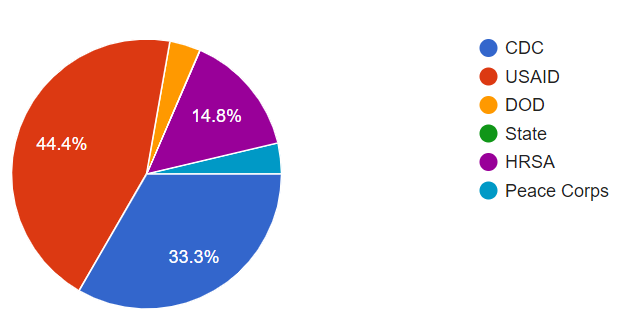 44.4%
14.8%
33.3%
CDC
USAID
DOD
State
HRSA
Peace Corps